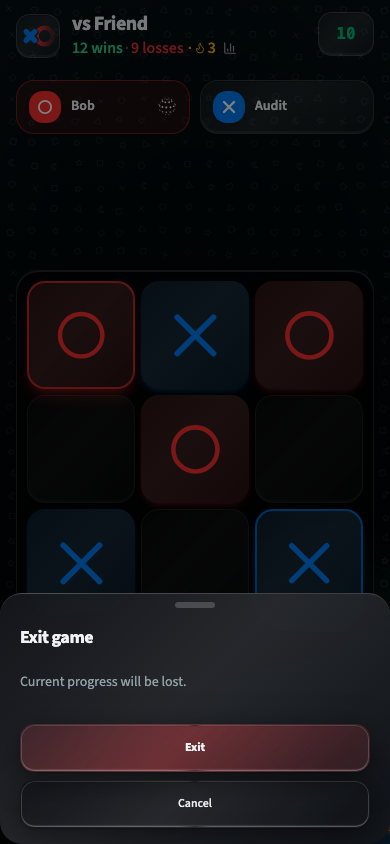 vs Friend
12 wins · 9 losses · 3
10
Bob
Audit
Exit game
Current progress will be lost.
Exit
Cancel